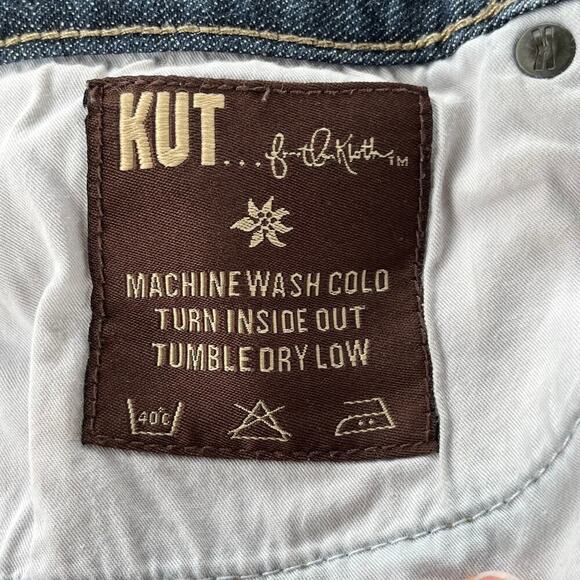 KUT... from the Kloth™
MACHINE WASH COLD
TURN INSIDE OUT
TUMBLE DRY LOW
40°C